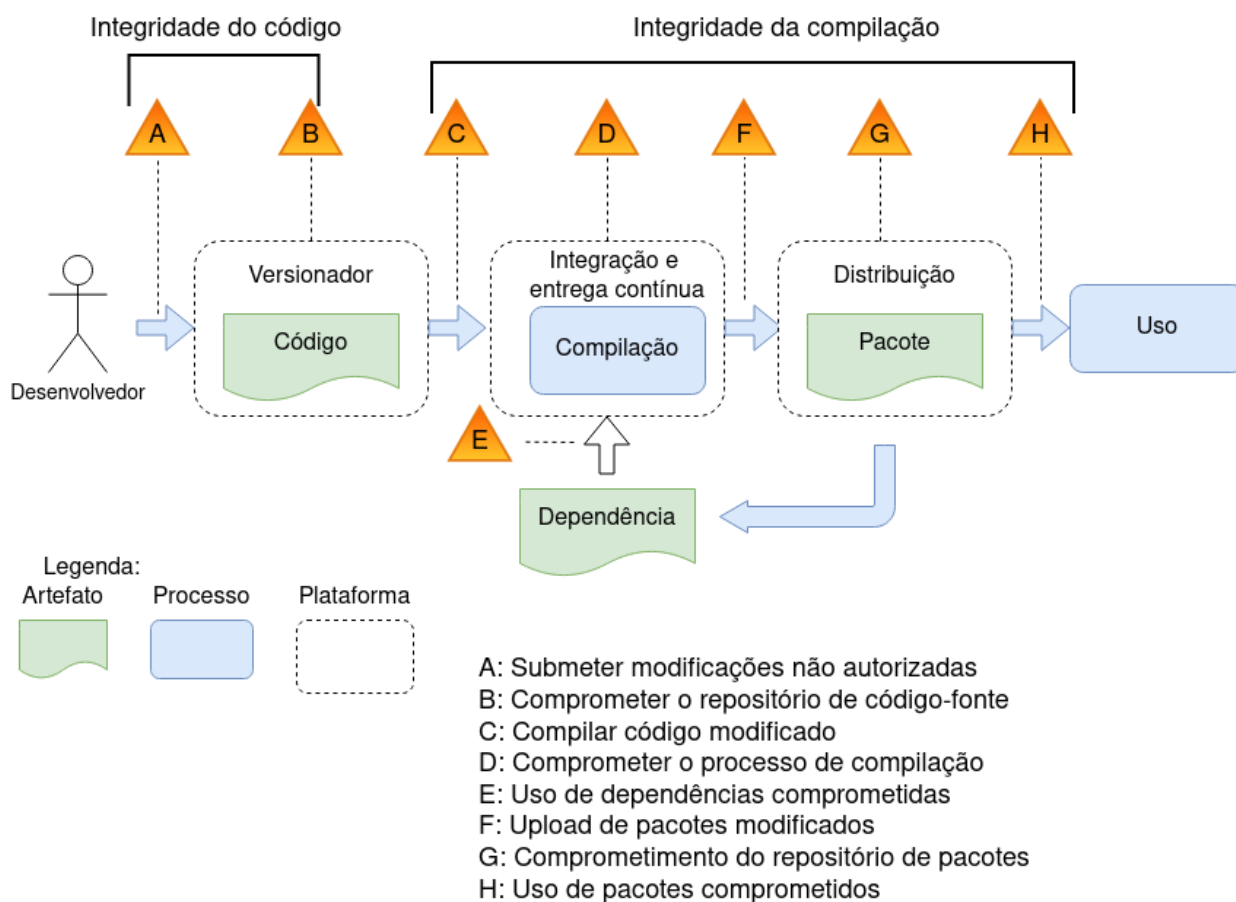 Integridade do código
Integridade da compilação
A
B
C
D
F
G
H
Versionador
Integração e
entrega contínua
Distribuição
Código
Compilação
Pacote
Uso
Desenvolvedor
E
Dependência
Legenda:
Artefato
Processo
Plataforma
A: Submeter modificações não autorizadas
B: Comprometer o repositório de código-fonte
C: Compilar código modificado
D: Comprometer o processo de compilação
E: Uso de dependências comprometidas
F: Upload de pacotes modificados
G: Comprometimento do repositório de pacotes
H: Uso de pacotes comprometidos